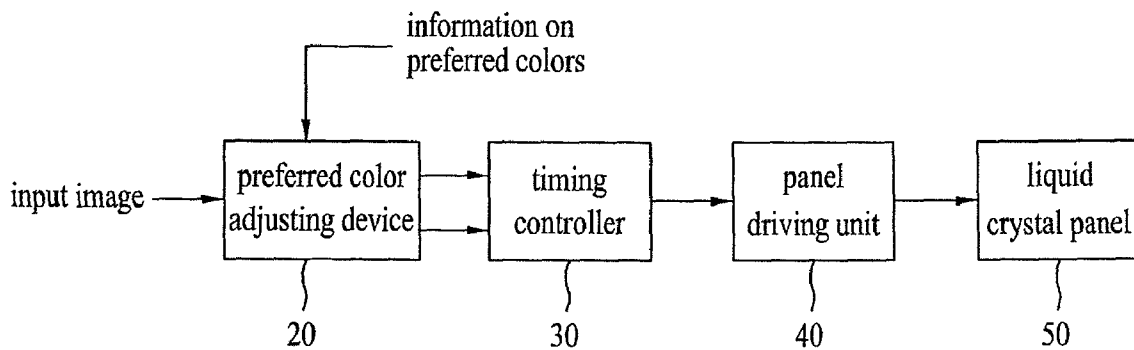 information on
preferred colors
input image
preferred color
adjusting device
timing
controller
panel
driving unit
liquid
crystal panel
20
30
40
50